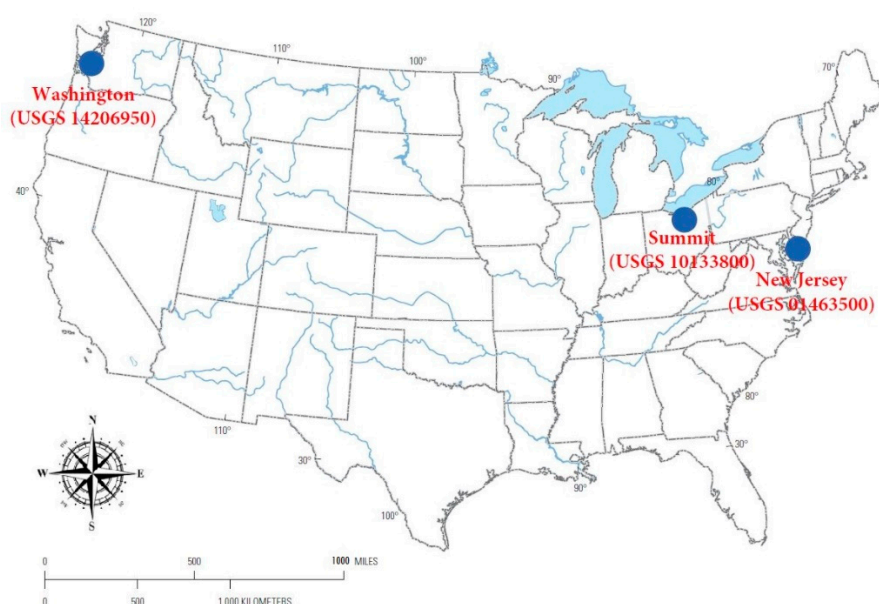 120°
110°
100°
90°
70°
Washington
(USGS 14206950)
40°
80°
Summit
(USGS 10133800)
New Jersey
(USGS 01463500)
80°
110°
30°
30°
90°
100°
N
W E
S
0 500 1000 MILES
0 500 1,000 KILOMETERS